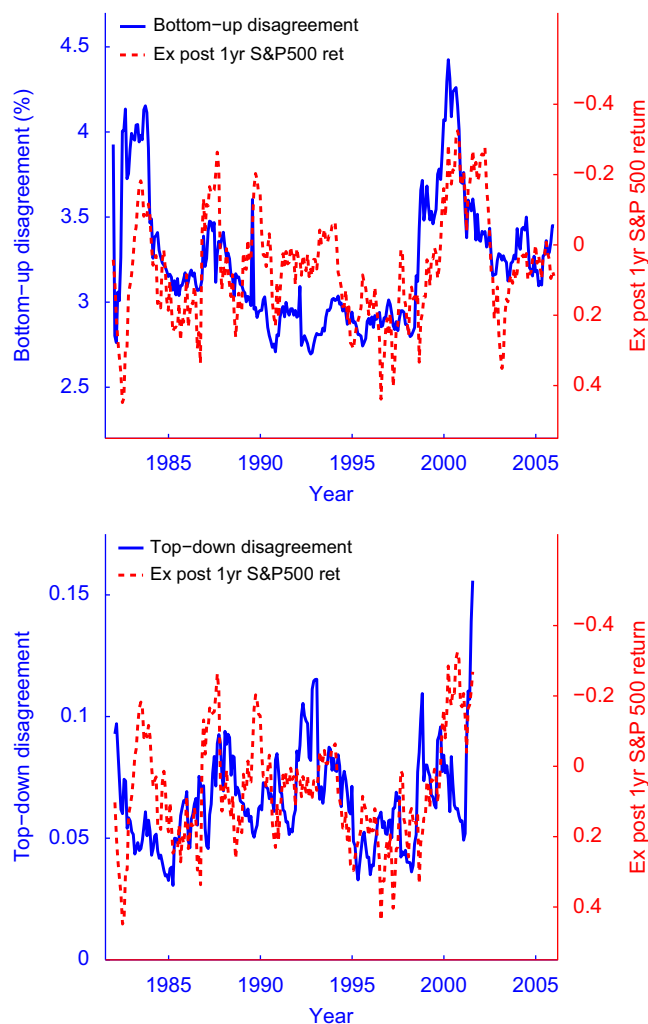 Bottom−up disagreement
Ex post 1yr S&P500 ret
4.5
4
3.5
3
2.5
Bottom−up disagreement (%)
−0.4
−0.2
0
0.2
0.4
Ex post 1yr S&P 500 return
1985 1990 1995 2000 2005
Year
Top−down disagreement
Ex post 1yr S&P500 ret
0.15
0.1
0.05
0
Top−down disagreement
−0.4
−0.2
0
0.2
0.4
Ex post 1yr S&P 500 return
1985 1990 1995 2000 2005
Year